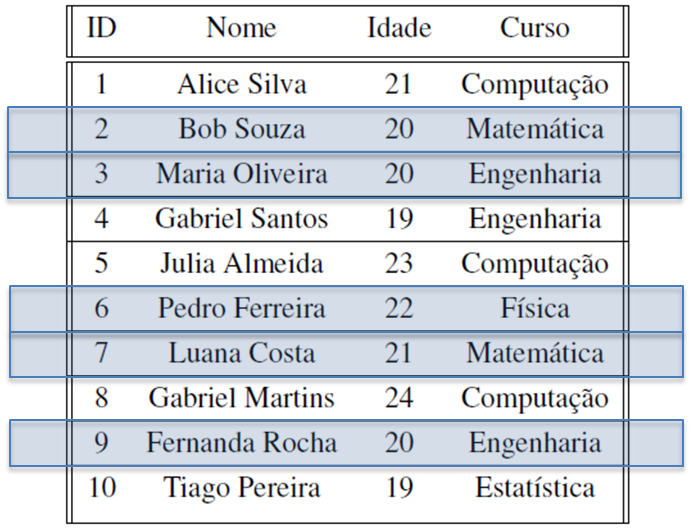 ID Nome Idade Curso
1 Alice Silva 21 Computação
2 Bob Souza 20 Matemática
3 Maria Oliveira 20 Engenharia
4 Gabriel Santos 19 Engenharia
5 Julia Almeida 23 Computação
6 Pedro Ferreira 22 Física
7 Luana Costa 21 Matemática
8 Gabriel Martins 24 Computação
9 Fernanda Rocha 20 Engenharia
10 Tiago Pereira 19 Estatística